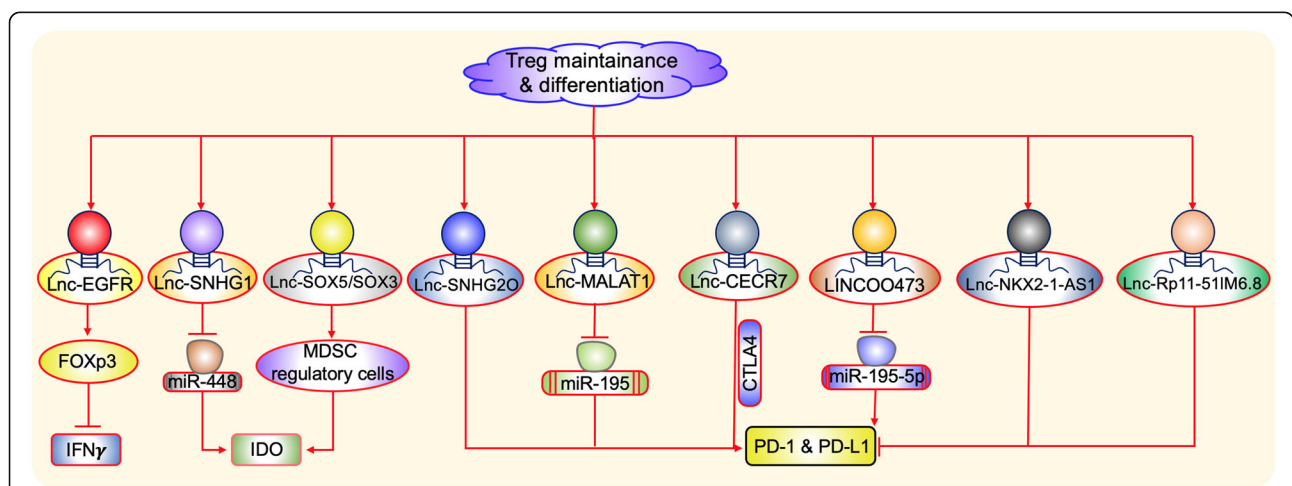 Treg maintainance
& differentiation
Lnc-EGFR
Lnc-SNHG1
Lnc-SOX5/SOX3
Lnc-SNHG2O
Lnc-MALAT1
Lnc-CECR7
LINCOO473
Lnc-NKX2-1-AS1
Lnc-Rp11-51IM6.8
FOXp3
miR-448
MDSC
regulatory cells
miR-195
CTLA4
miR-195-5p
IFNγ
IDO
PD-1 & PD-L1